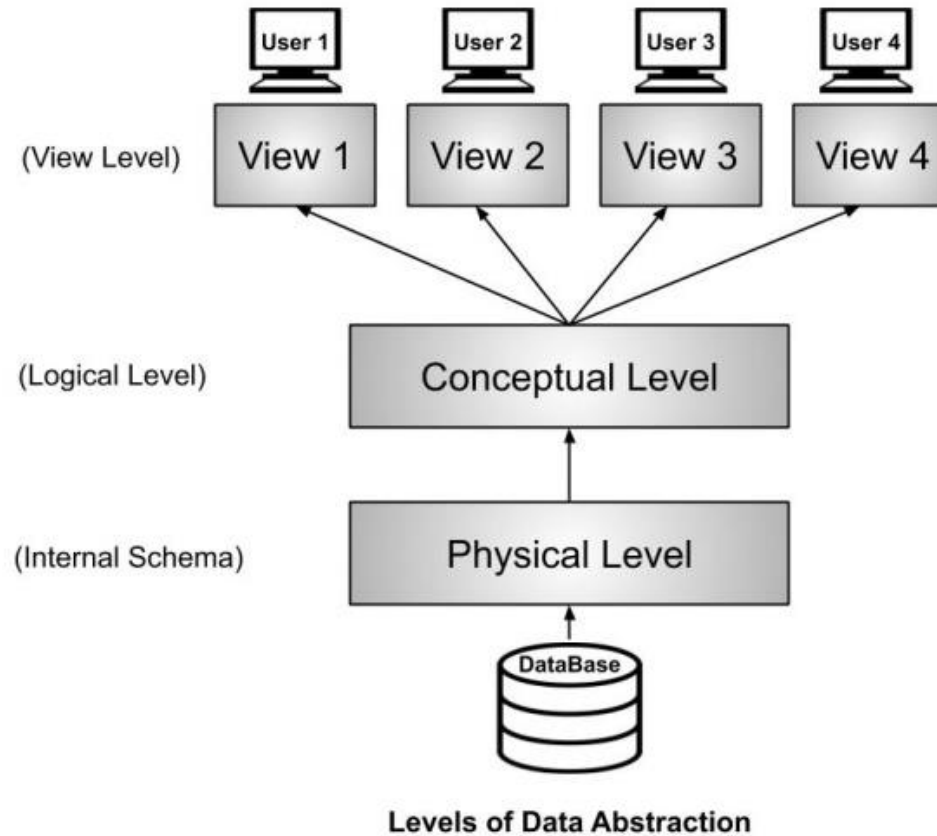 User 1
User 2
User 3
User 4
(View Level)
View 1
View 2
View 3
View 4
(Logical Level)
Conceptual Level
(Internal Schema)
Physical Level
DataBase
Levels of Data Abstraction